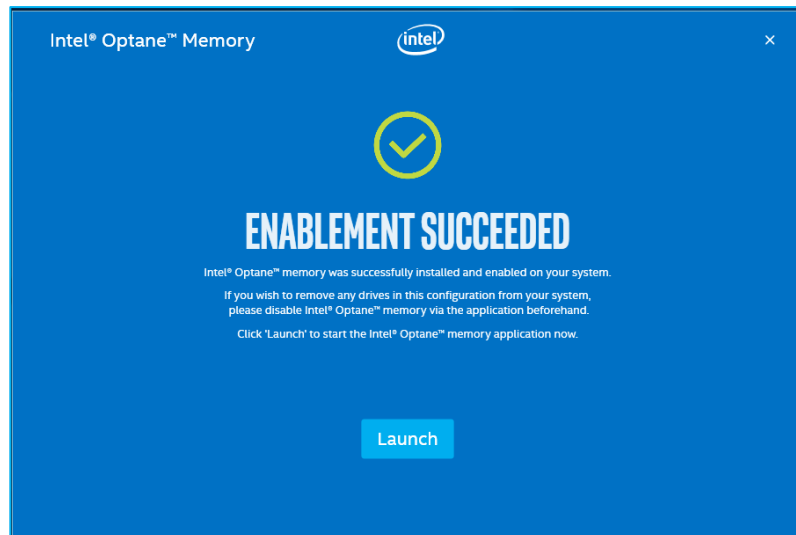 Intel® Optane™ Memory
intel
×
ENABLEMENT SUCCEEDED
Intel® Optane™ memory was successfully installed and enabled on your system.
If you wish to remove any drives in this configuration from your system,
please disable Intel® Optane™ memory via the application beforehand.
Click 'Launch' to start the Intel® Optane™ memory application now.
Launch